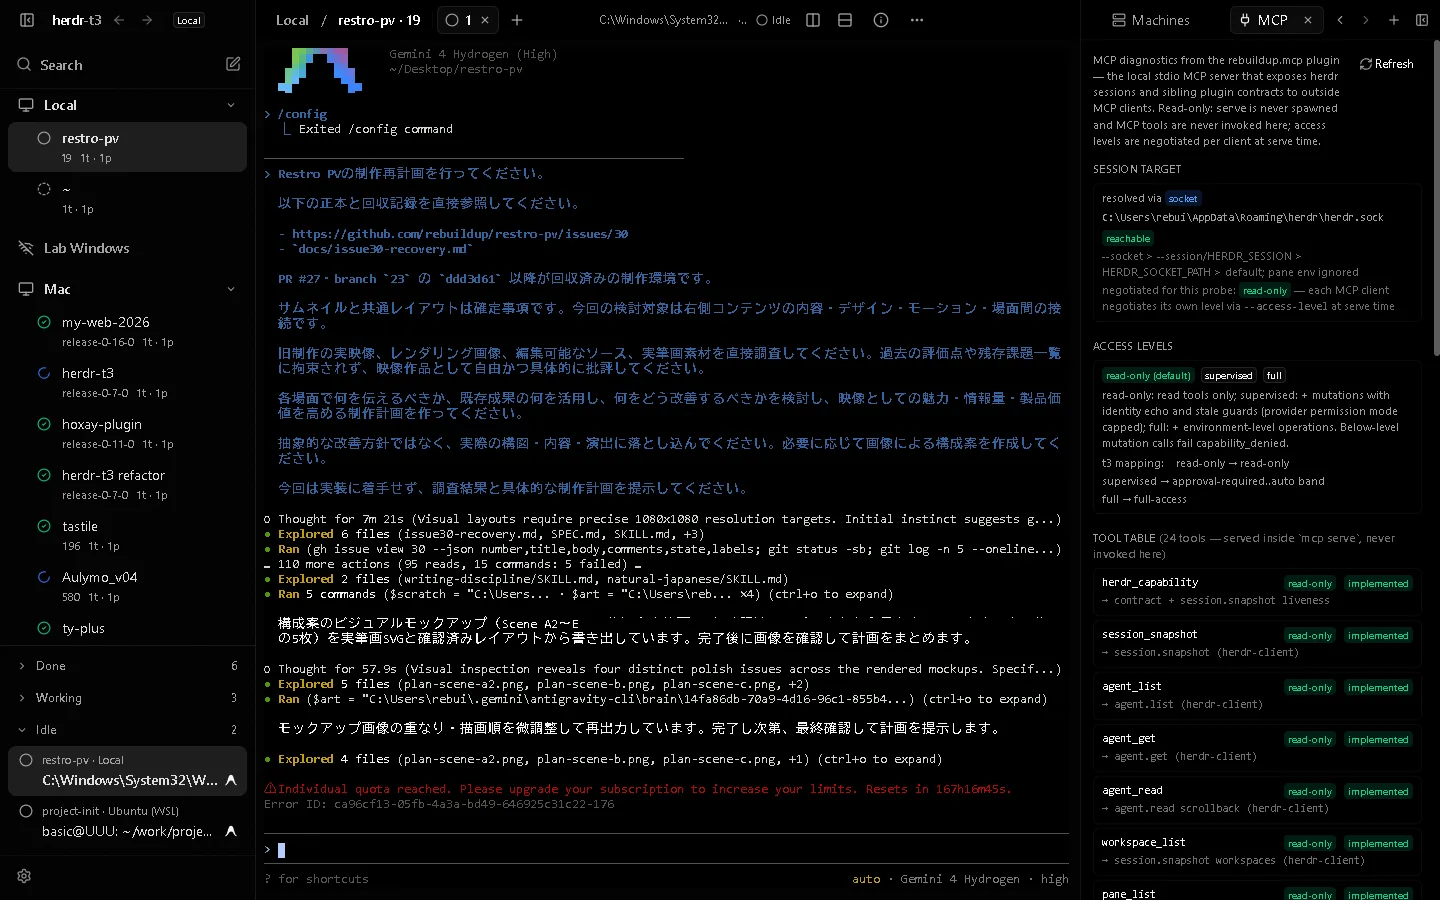 herdr-t3
Local
Search
Local
restro-pv
19 1t · 1p
~
1t · 1p
Lab Windows
Mac
my-web-2026
release-0-16-0 1t · 1p
herdr-t3
release-0-7-0 1t · 1p
hoxay-plugin
release-0-11-0 1t · 1p
herdr-t3 refactor
release-0-7-0 1t · 1p
tastile
196 1t · 1p
Aulymo_v04
580 1t · 1p
ty-plus
Done 6
Working 3
Idle 2
restro-pv · Local
C:\Windows\System32\W...
project-init · Ubuntu (WSL)
basic@UUU: ~/work/proje...
Local / restro-pv · 19
1
C:\Windows\System32... ·..
Idle
Gemini 4 Hydrogen (High)
~/Desktop/restro-pv
> /config
Exited /config command
> Restro PVの制作再計画を行ってください。
以下の正本と回収記録を直接参照してください。
- https://github.com/rebuildup/restro-pv/issues/30
- `docs/issue30-recovery.md`
PR #27・branch `23` の `ddd3d61` 以降が回収済みの制作環境です。
サムネイルと共通レイアウトは確定事項です。今回の検討対象は右側コンテンツの内容・デザイン・モーション・場面間の接
続です。
旧制作の実映像、レンダリング画像、編集可能なソース、実筆画素材を直接調査してください。過去の評価点や残存課題一覧
に拘束されず、映像作品として自由かつ具体的に批評してください。
各場面で何を伝えるべきか、既存成果の何を活用し、何をどう改善するべきかを検討し、映像としての魅力・情報量・製品価
値を高める制作計画を作ってください。
抽象的な改善方針ではなく、実際の構図・内容・演出に落とし込んでください。必要に応じて画像による構成案を作成してく
ださい。
今回は実装に着手せず、調査結果と具体的な制作計画を提示してください。
Thought for 7m 21s (Visual layouts require precise 1080x1080 resolution targets. Initial instinct suggests g...)
Explored 6 files (issue30-recovery.md, SPEC.md, SKILL.md, +3)
Ran (gh issue view 30 --json number,title,body,comments,state,labels; git status -sb; git log -n 5 --oneline...)
110 more actions (95 reads, 15 commands: 5 failed)
Explored 2 files (writing-discipline/SKILL.md, natural-japanese/SKILL.md)
Ran 5 commands ($scratch = "C:\Users... · $art = "C:\Users\reb... ×4) (ctrl+o to expand)
構成案のビジュアルモックアップ (Scene A2〜E
の5枚) を実筆画SVGと確認済みレイアウトから書き出しています。完了後に画像を確認して計画をまとめます。
Thought for 57.9s (Visual inspection reveals four distinct polish issues across the rendered mockups. Specif...)
Explored 5 files (plan-scene-a2.png, plan-scene-b.png, plan-scene-c.png, +2)
Ran ($art = "C:\Users\rebui\.gemini\antigravity-cli\brain\14fa86db-70a9-4d16-96c1-855b4...) (ctrl+o to expand)
モックアップ画像の重なり・描画順を微調整して再出力しています。完了し次第、最終確認して計画を提示します。
Explored 4 files (plan-scene-a2.png, plan-scene-b.png, plan-scene-c.png, +1) (ctrl+o to expand)
Individual quota reached. Please upgrade your subscription to increase your limits. Resets in 167h16m45s.
Error ID: ca96cf13-05fb-4a3a-bd49-646925c31c22-176
>
? for shortcuts
auto · Gemini 4 Hydrogen · high
Machines
MCP
MCP diagnostics from the rebuildup.mcp plugin
— the local stdio MCP server that exposes herdr
sessions and sibling plugin contracts to outside
MCP clients. Read-only: serve is never spawned
and MCP tools are never invoked here; access
levels are negotiated per client at serve time.
Refresh
SESSION TARGET
resolved via socket
C:\Users\rebui\AppData\Roaming\herdr\herdr.sock
reachable
--socket > --session/HERDR_SESSION >
HERDR_SOCKET_PATH > default; pane env ignored
negotiated for this probe: read-only — each MCP client
negotiates its own level via --access-level at serve time
ACCESS LEVELS
read-only (default) supervised full
read-only: read tools only; supervised: + mutations with
identity echo and stale guards (provider permission mode
capped); full: + environment-level operations. Below-level
mutation calls fail capability_denied.
t3 mapping: read-only → read-only
supervised → approval-required..auto band
full → full-access
TOOL TABLE (24 tools — served inside `mcp serve`, never
invoked here)
herdr_capability read-only implemented
→ contract + session.snapshot liveness
session_snapshot read-only implemented
→ session.snapshot (herdr-client)
agent_list read-only implemented
→ agent.list (herdr-client)
agent_get read-only implemented
→ agent.get (herdr-client)
agent_read read-only implemented
→ agent.read scrollback (herdr-client)
workspace_list read-only implemented
→ session.snapshot workspaces (herdr-client)
pane_list read-only implemented